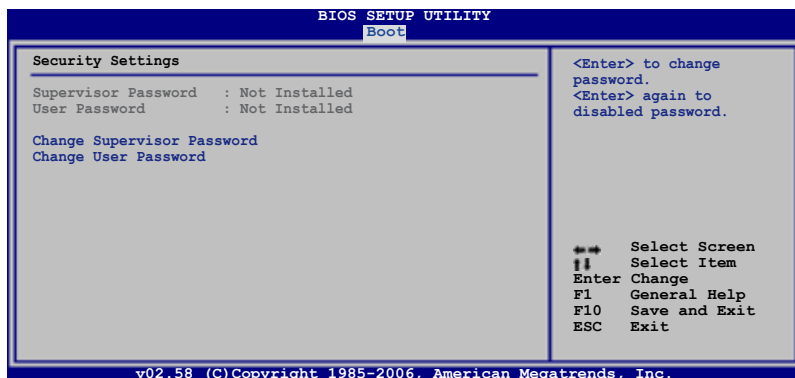 BIOS SETUP UTILITY
Boot
Security Settings
Supervisor Password : Not Installed
User Password : Not Installed
Change Supervisor Password
Change User Password
<Enter> to change
password.
<Enter> again to
disabled password.
←→ Select Screen
↑↓ Select Item
Enter Change
F1 General Help
F10 Save and Exit
ESC Exit
v02.58 (C)Copyright 1985-2006, American Megatrends, Inc.